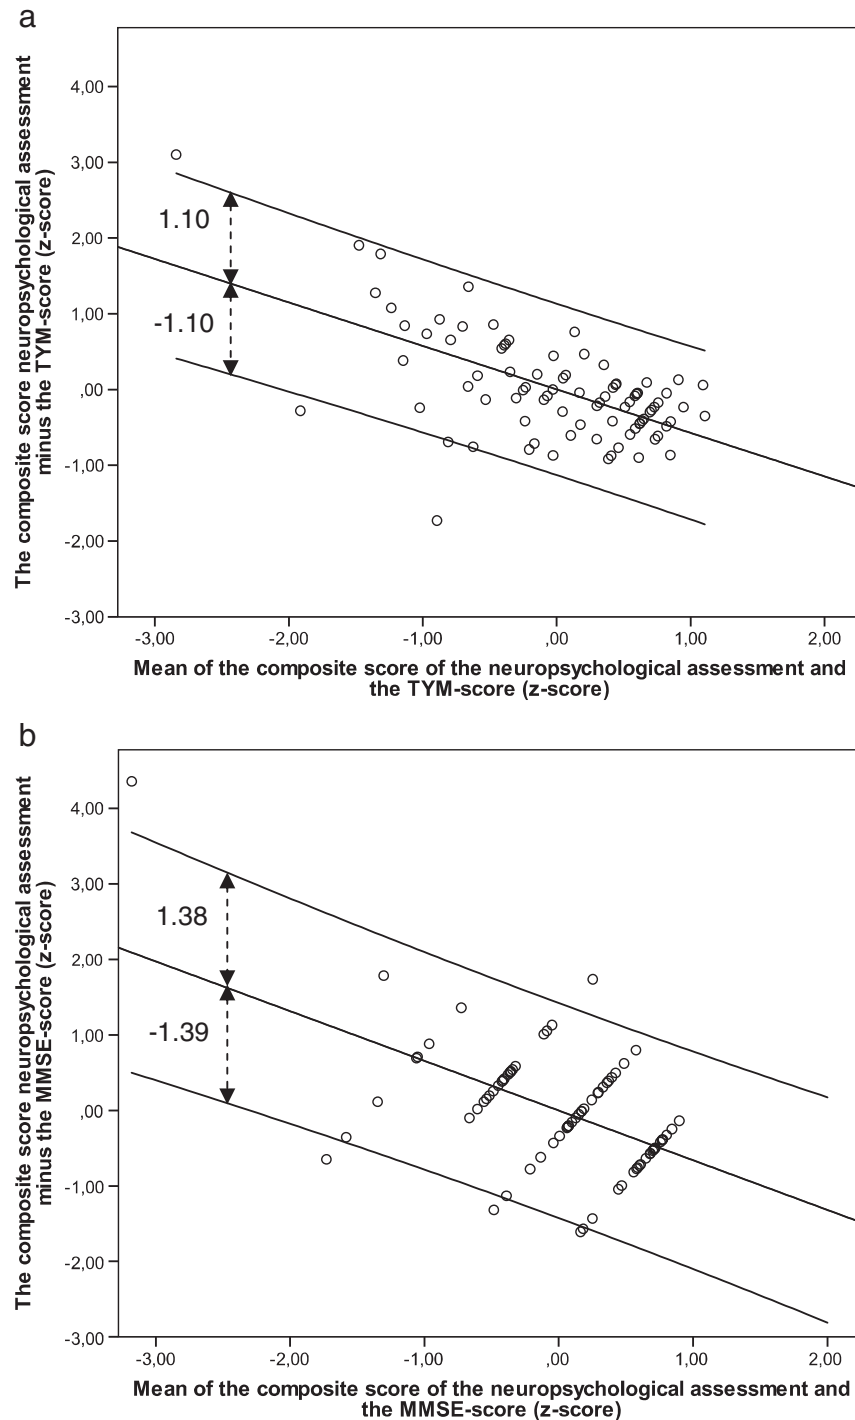 a
The composite score neuropsychological assessment
minus the TYM-score (z-score)
4,00
3,00
2,00
1,00
,00
-1,00
-2,00
-3,00
1.10
-1.10
-3,00 -2,00 -1,00 ,00 1,00 2,00
Mean of the composite score of the neuropsychological assessment and
the TYM-score (z-score)
b
The composite score neuropsychological assessment
minus the MMSE-score (z-score)
4,00
3,00
2,00
1,00
,00
-1,00
-2,00
-3,00
1.38
-1.39
-3,00 -2,00 -1,00 ,00 1,00 2,00
Mean of the composite score of the neuropsychological assessment and
the MMSE-score (z-score)